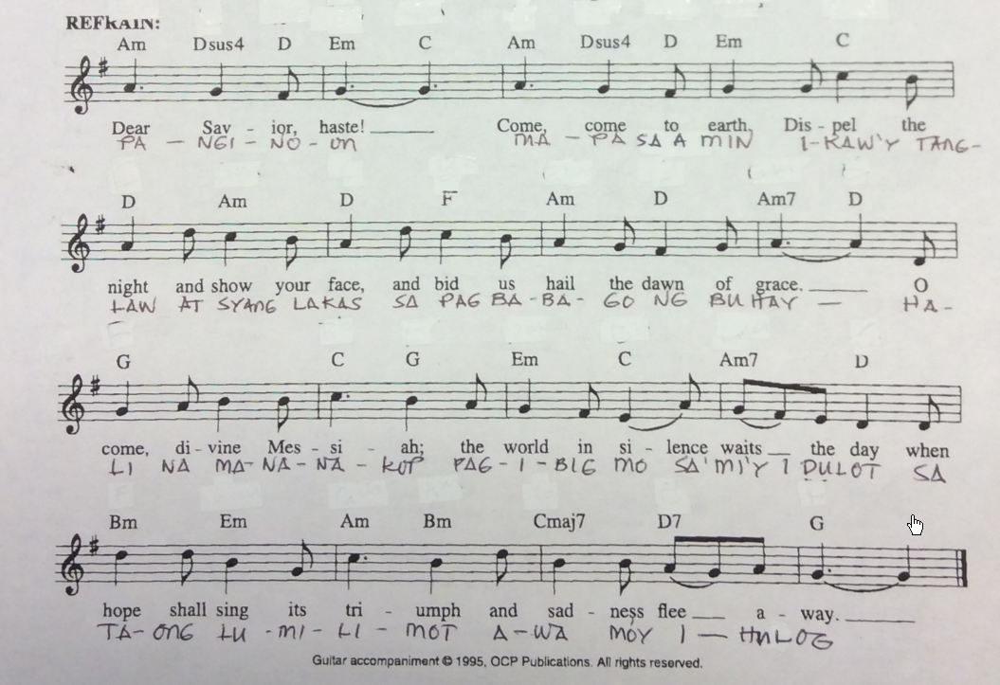 REFRAIN:
Am Dsus4 D Em C Am Dsus4 D Em C
Dear Sav - ior, haste! Come, come to earth, Dis - pel the
PA - NGI - NO - on MA - PA SA A MIN I - KAW'Y TANG-
D Am D F Am D Am7 D
night and show your face, and bid us hail the dawn of grace. O
LAW AT SYANG LAKAS SA PAG BA - BA - GO NG BUHAY — HA-
G C G Em C Am7 D
come, di - vine Mes - si - ah; the world in si - lence waits the day when
LI NA MA- NA - NA - KOP PAG - I - BIG MO SA'MI'Y I DULOT SA
Bm Em Am Bm Cmaj7 D7 G
hope shall sing its tri - umph and sad - ness flee a - way.
TA- ONG LU - MI - LI - MOT A - WA MOY I — HULOG
Guitar accompaniment © 1995, OCP Publications. All rights reserved.